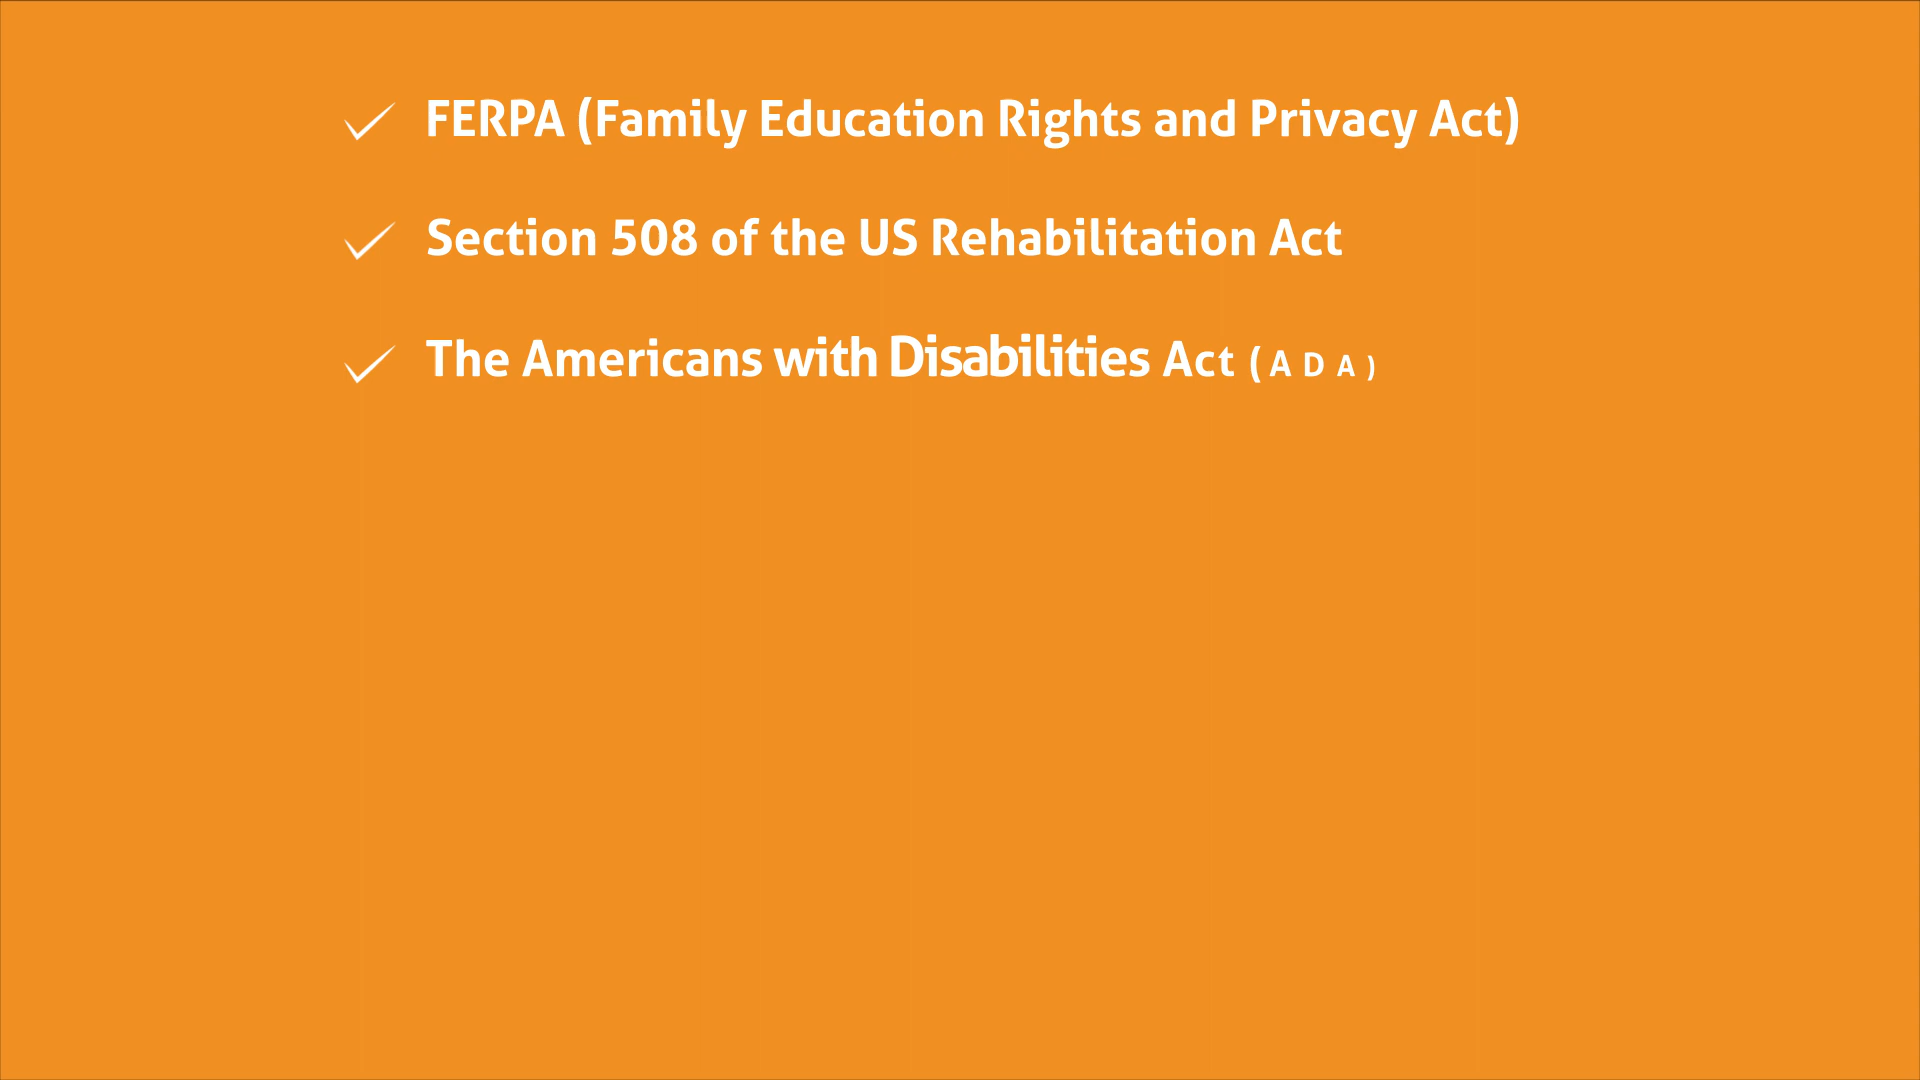 FERPA (Family Education Rights and Privacy Act)
Section 508 of the US Rehabilitation Act
The Americans with Disabilities Act (ADA)